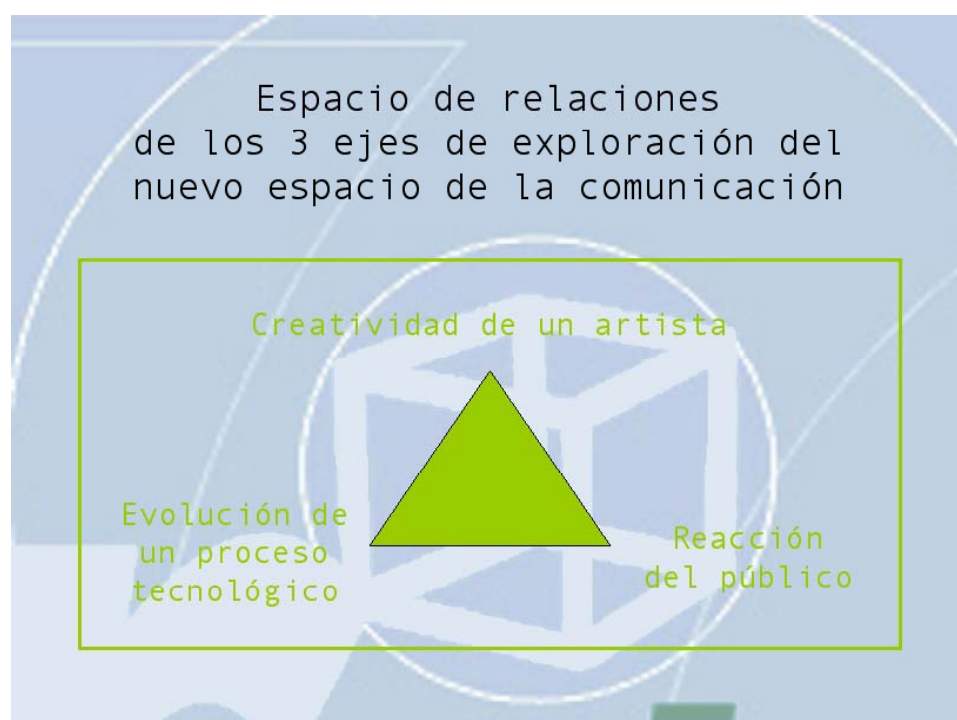 Espacio de relaciones
de los 3 ejes de exploración del
nuevo espacio de la comunicación
Creatividad de un artista
Evolución de
un proceso
tecnológico
Reacción
del público